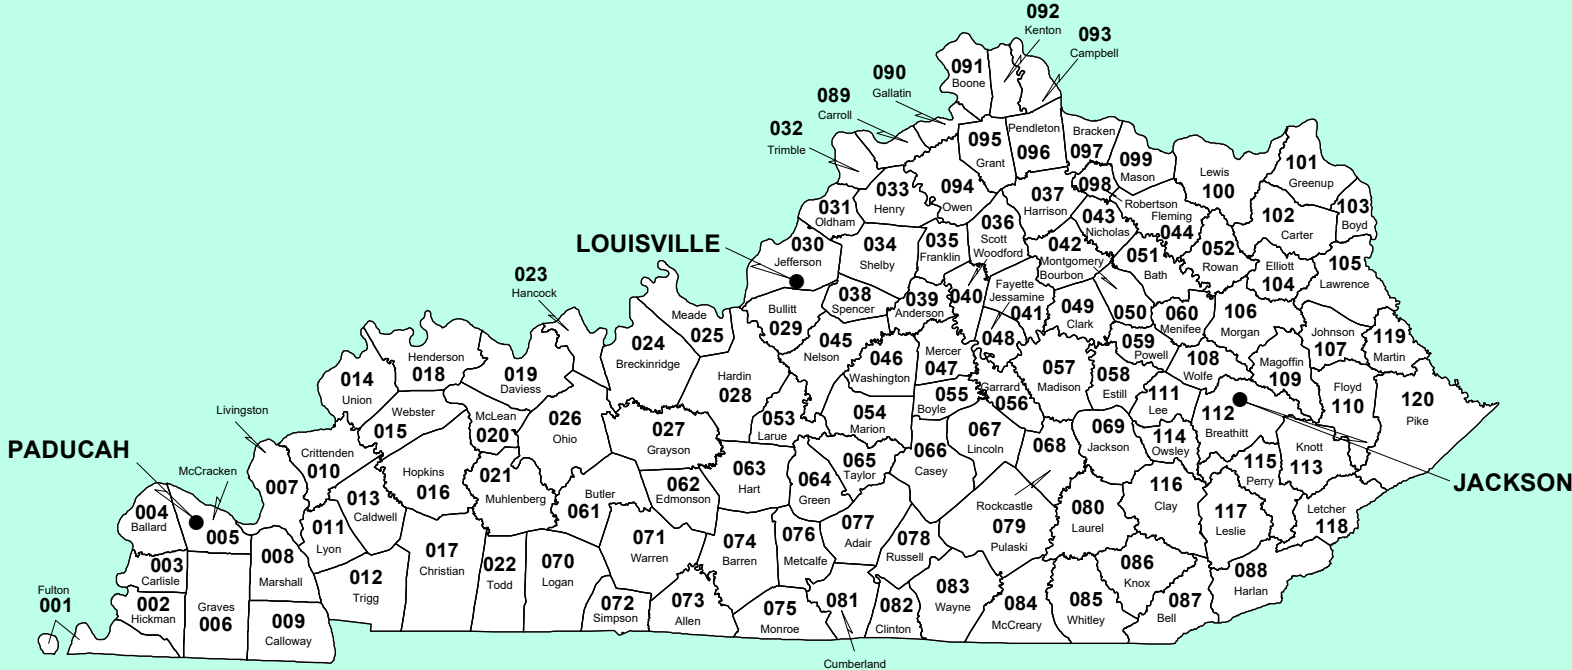 092
Kenton
093
Campbell
091
Boone
090
Gallatin
089
Carroll
032
Trimble
095
Grant
Pendleton
096
Bracken
097
099
Mason
Lewis
100
101
Greenup
033
Henry
094
Owen
037
Harrison
098
Robertson
Fleming
044
103
Boyd
102
Carter
031
Oldham
036
Scott
Woodford
043
Nicholas
LOUISVILLE
030
Jefferson
034
Shelby
035
Franklin
042
Montgomery
Bourbon
051
Bath
052
Rowan
Elliott
104
105
Lawrence
023
Hancock
Meade
025
Bullitt
029
038
Spencer
039
Anderson
040
Fayette
Jessamine
041
048
049
Clark
050
060
Menifee
106
Morgan
Johnson
107
119
Martin
024
Breckinridge
045
Nelson
046
Washington
Mercer
047
057
Madison
059
Powell
108
Wolfe
Magoffin
109
Henderson
018
019
Daviess
014
Union
Hardin
028
058
Estill
111
Lee
Floyd
110
120
Pike
Livingston
Webster
015
McLean
020
026
Ohio
027
Grayson
053
Larue
054
Marion
055
Boyle
Garrard
056
112
Breathitt
PADUCAH
McCracken
Crittenden
010
Hopkins
016
021
Muhlenberg
066
Casey
067
Lincoln
068
069
Jackson
114
Owsley
Knott
113
JACKSON
007
013
Caldwell
Butler
061
062
Edmonson
063
Hart
064
Green
065
Taylor
Rockcastle
079
Pulaski
080
Laurel
116
Clay
115
Perry
117
Leslie
Letcher
118
004
Ballard
005
011
Lyon
071
Warren
074
Barren
076
Metcalfe
077
Adair
078
Russell
003
Carlisle
008
Marshall
012
Trigg
017
Christian
022
Todd
070
Logan
083
Wayne
086
Knox
088
Harlan
Fulton
001
002
Hickman
Graves
006
009
Calloway
072
Simpson
073
Allen
075
Monroe
081
082
Clinton
084
McCreary
085
Whitley
087
Bell
Cumberland